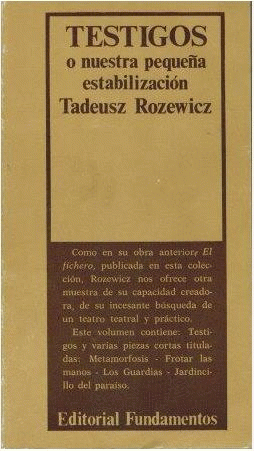 TESTIGOS
o nuestra pequeña
estabilización
Tadeusz Rozewicz
Como en su obra anterior, El
fichero, publicada en esta colec-
ción, Rozewicz nos ofrece otra
muestra de su capacidad creado-
ra, de su incesante búsqueda de
un teatro teatral y práctico.
Este volumen contiene: Testi-
gos y varias piezas cortas titula-
das: Metamorfosis - Frotar las
manos - Los Guardias - Jardinci-
llo del paraíso.
Editorial Fundamentos